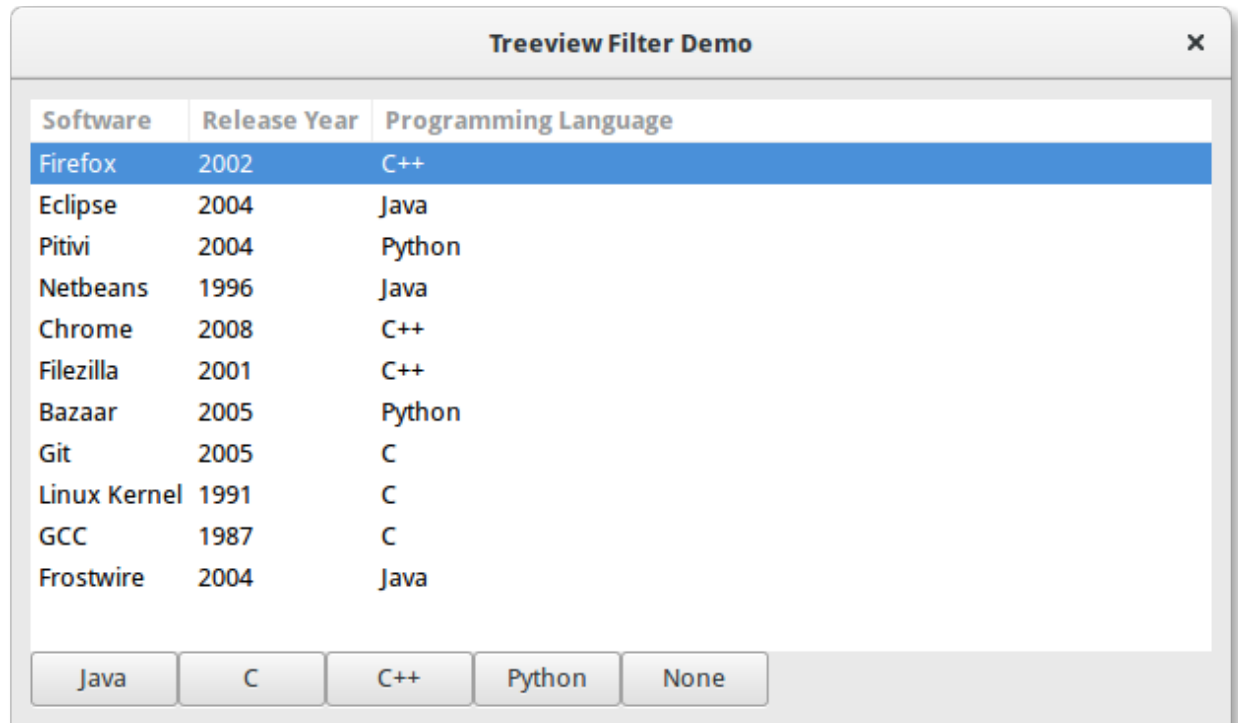 Treeview Filter Demo ×
Software Release Year Programming Language
Firefox 2002 C++
Eclipse 2004 Java
Pitivi 2004 Python
Netbeans 1996 Java
Chrome 2008 C++
Filezilla 2001 C++
Bazaar 2005 Python
Git 2005 C
Linux Kernel 1991 C
GCC 1987 C
Frostwire 2004 Java
Java C C++ Python None